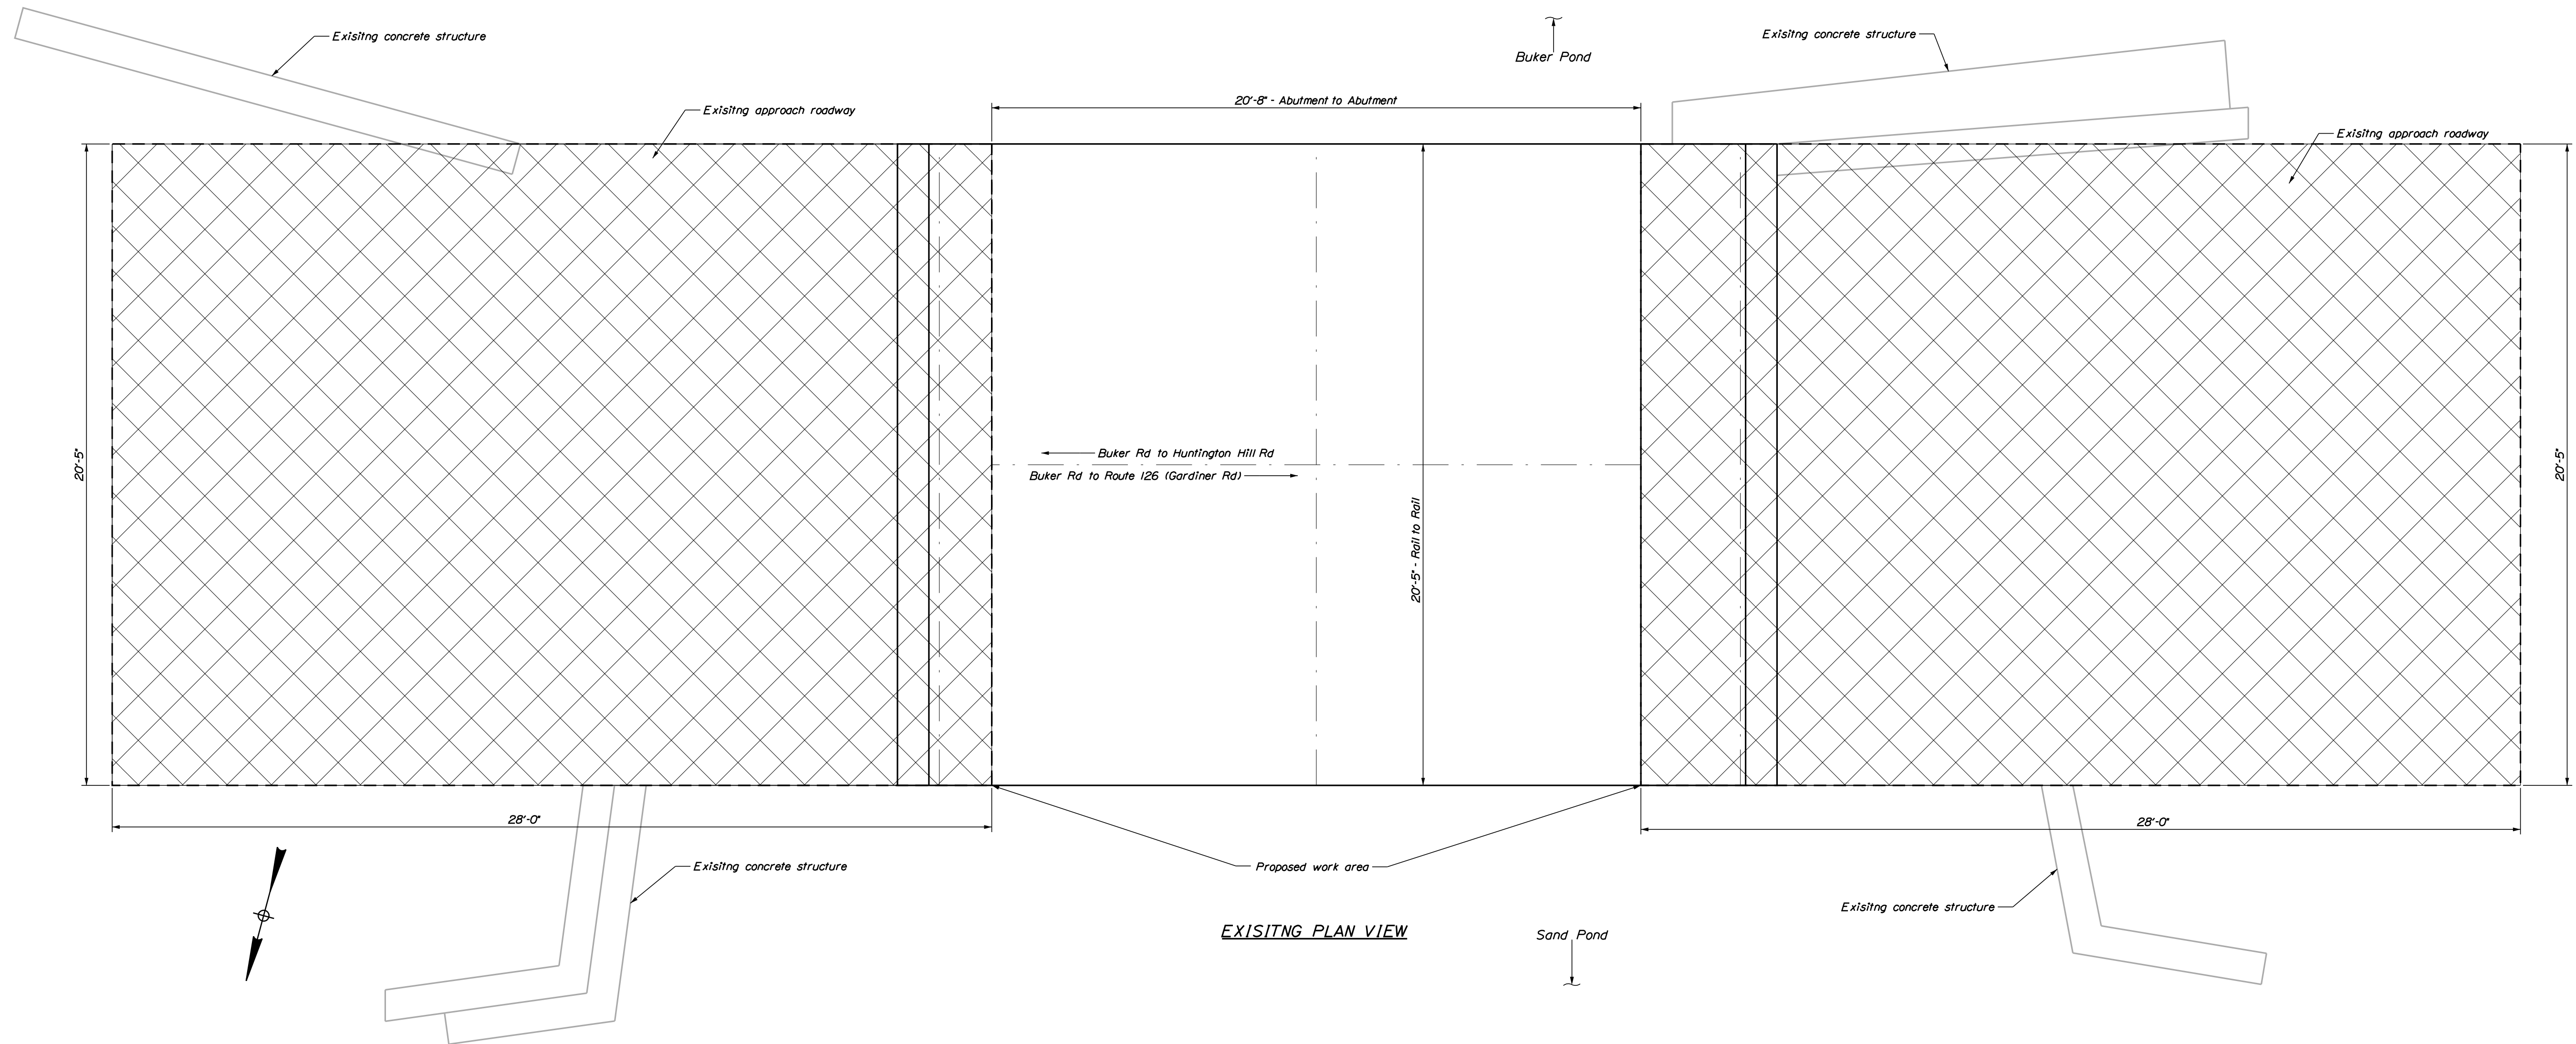 Exisitng concrete structure
Buker Pond
Exisitng concrete structure
20'-8" - Abutment to Abutment
Exisitng approach roadway
Exisitng approach roadway
20'-5"
Buker Rd to Huntington Hill Rd
Buker Rd to Route 126 (Gardiner Rd)
20'-5" - Rail to Rail
20'-5"
28'-0"
28'-0"
Exisitng concrete structure
Proposed work area
Exisitng concrete structure
EXISITNG PLAN VIEW
Sand Pond